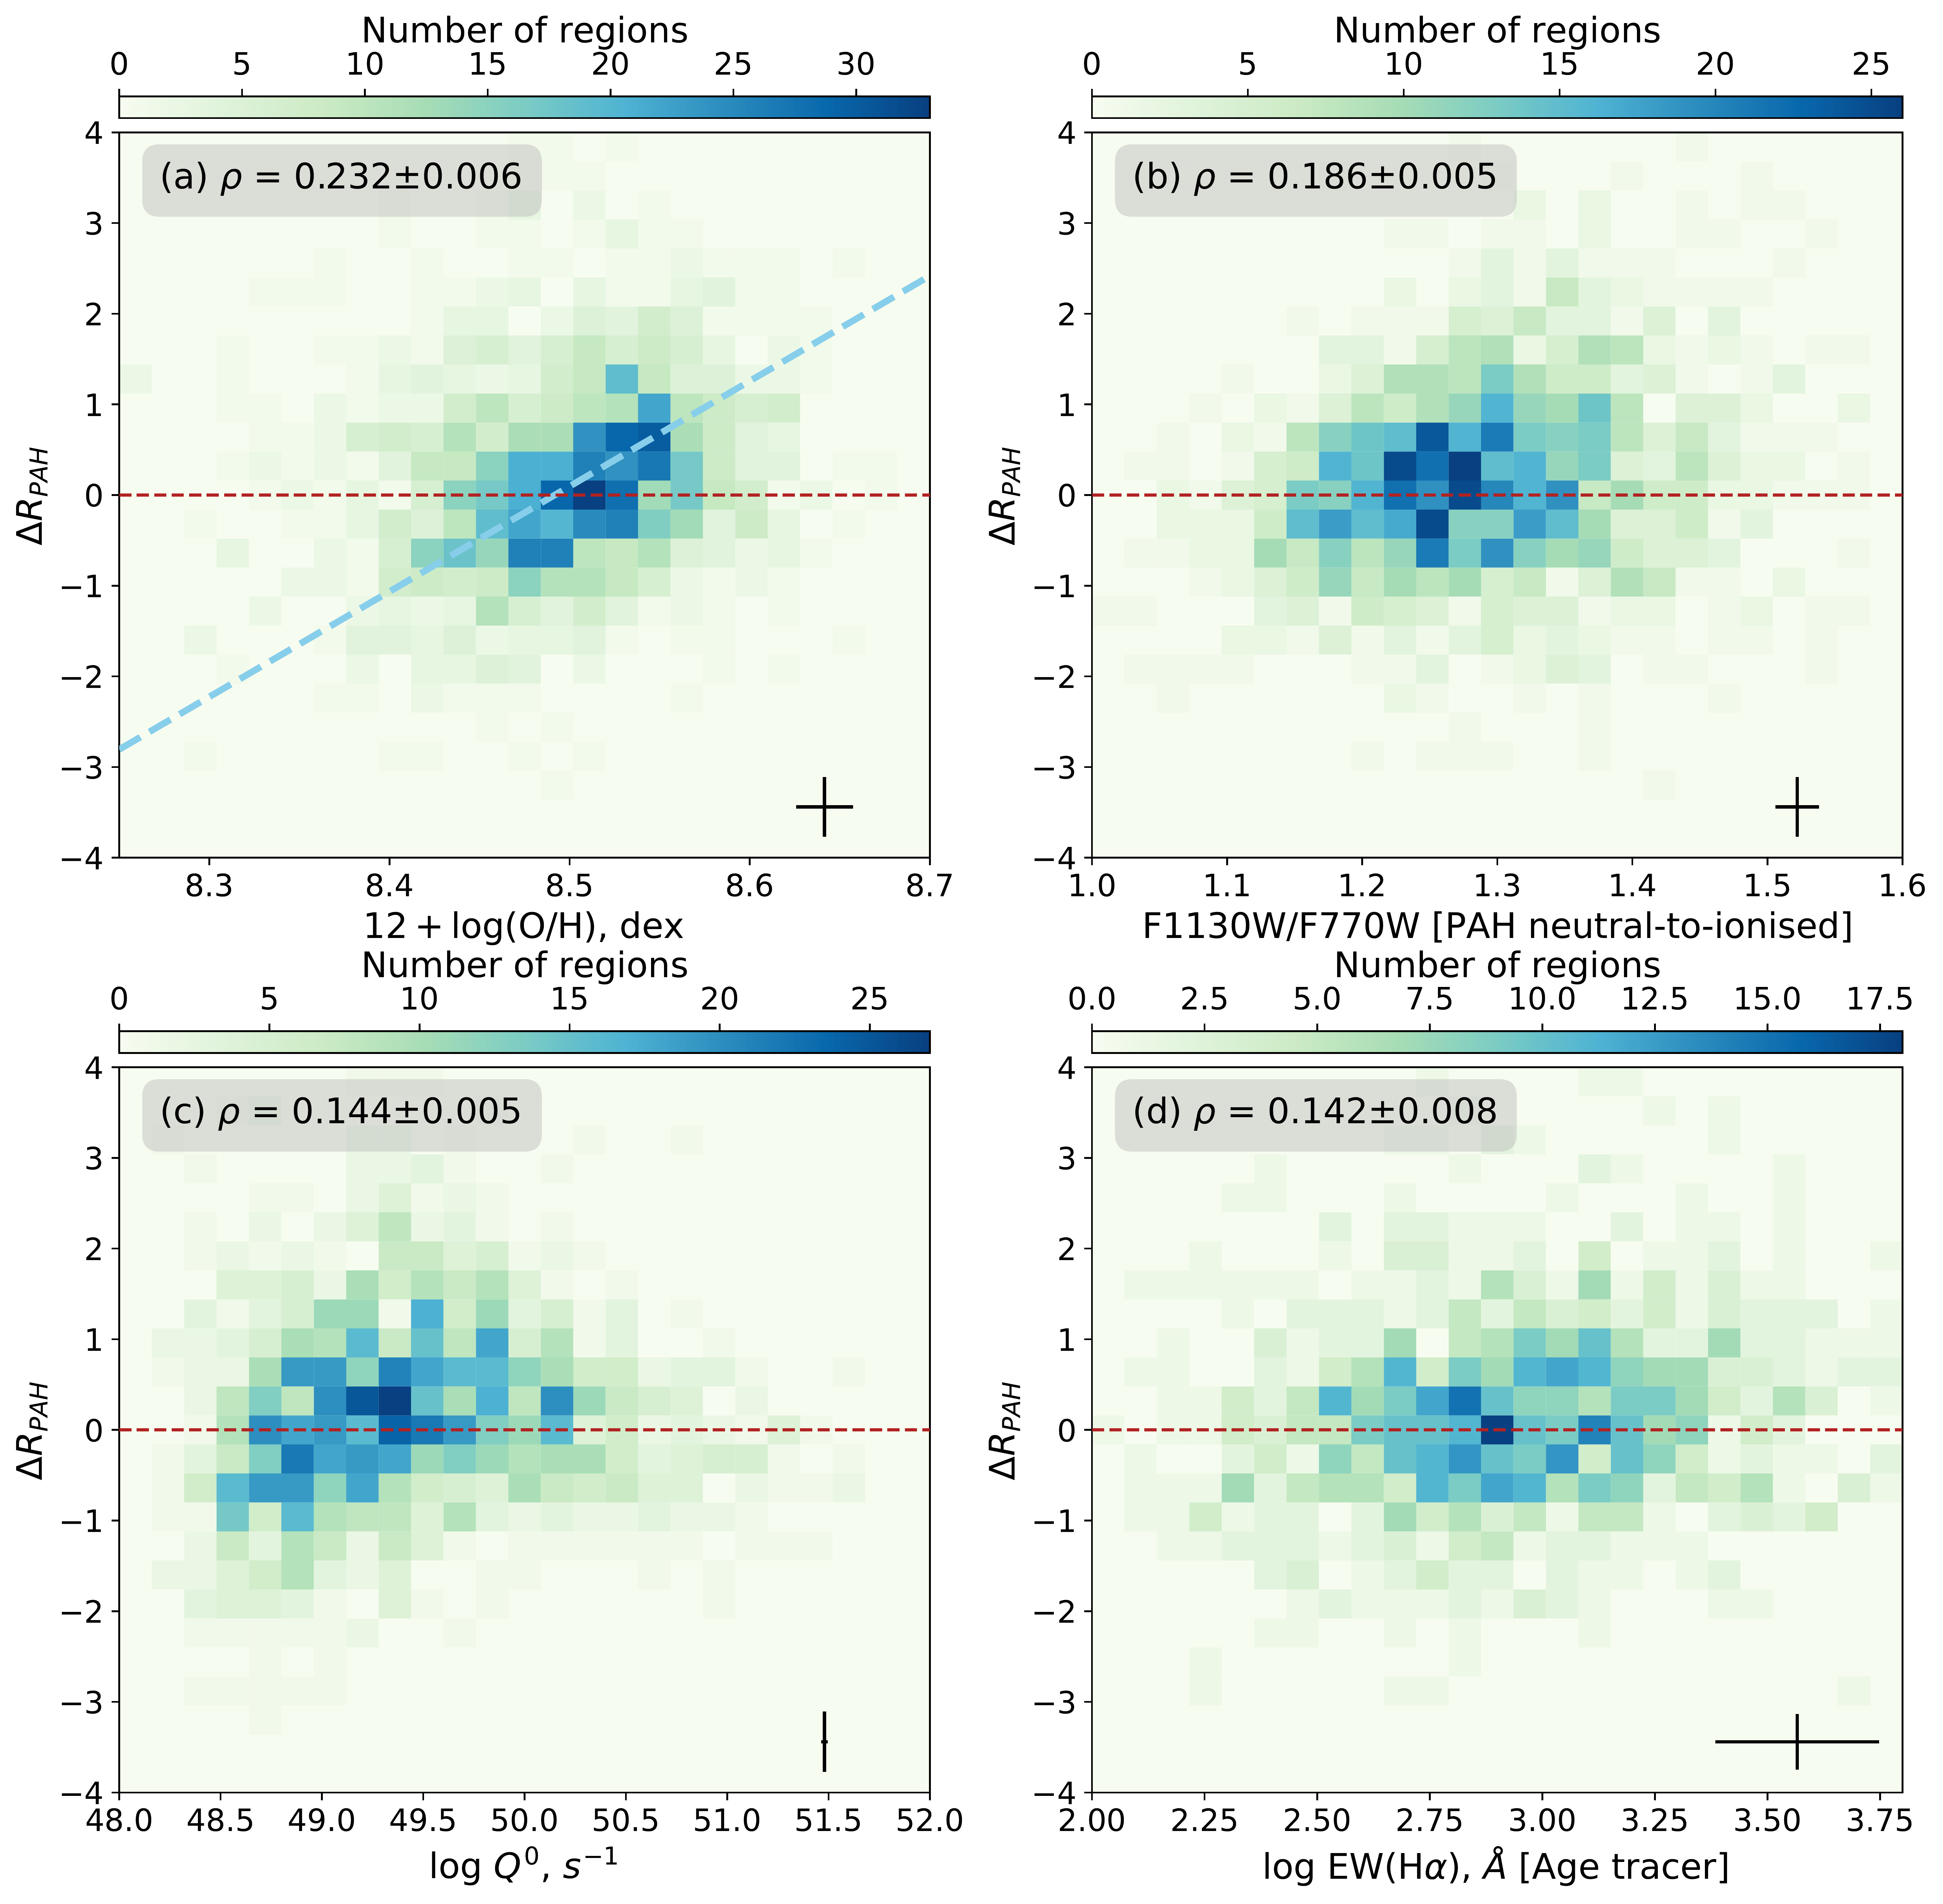 Number of regions
0 5 10 15 20 25 30
(a) ρ = 0.232±0.006
4
3
2
1
0
−1
−2
−3
−4
ΔR_PAH
8.3 8.4 8.5 8.6 8.7
12 + log(O/H), dex
Number of regions
0 5 10 15 20 25
(b) ρ = 0.186±0.005
4
3
2
1
0
−1
−2
−3
−4
ΔR_PAH
1.0 1.1 1.2 1.3 1.4 1.5 1.6
F1130W/F770W [PAH neutral-to-ionised]
Number of regions
0 5 10 15 20 25
(c) ρ = 0.144±0.005
4
3
2
1
0
−1
−2
−3
−4
ΔR_PAH
48.0 48.5 49.0 49.5 50.0 50.5 51.0 51.5 52.0
log Q⁰, s⁻¹
Number of regions
0.0 2.5 5.0 7.5 10.0 12.5 15.0 17.5
(d) ρ = 0.142±0.008
4
3
2
1
0
−1
−2
−3
−4
ΔR_PAH
2.00 2.25 2.50 2.75 3.00 3.25 3.50 3.75
log EW(Hα), Å [Age tracer]